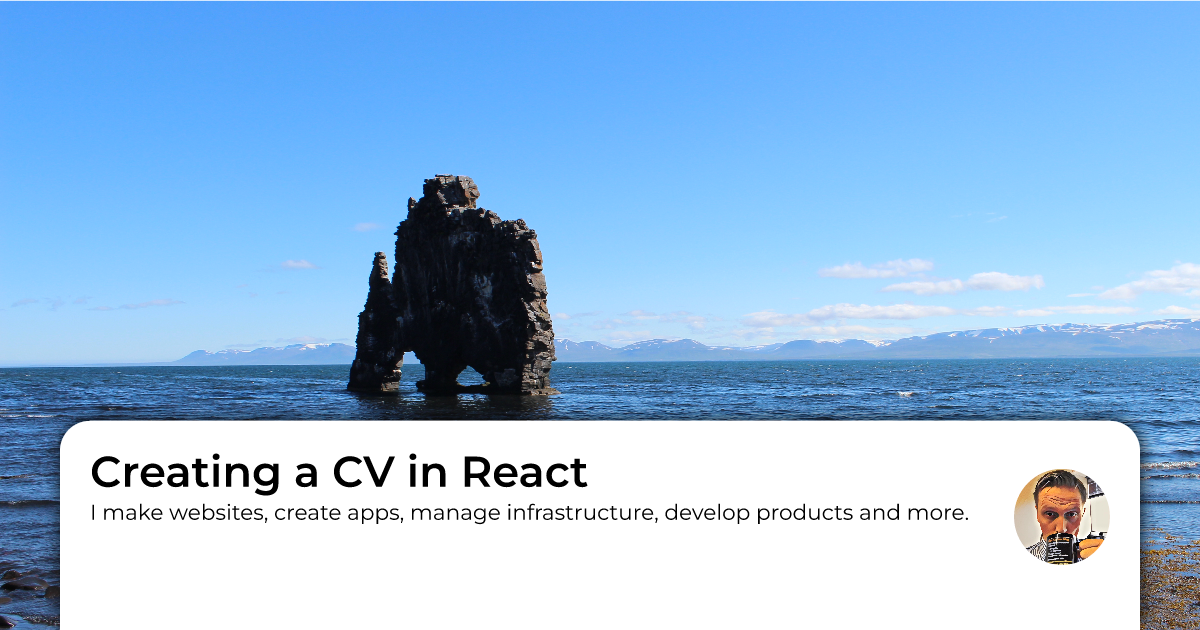 Creating a CV in React
I make websites, create apps, manage infrastructure, develop products and more.